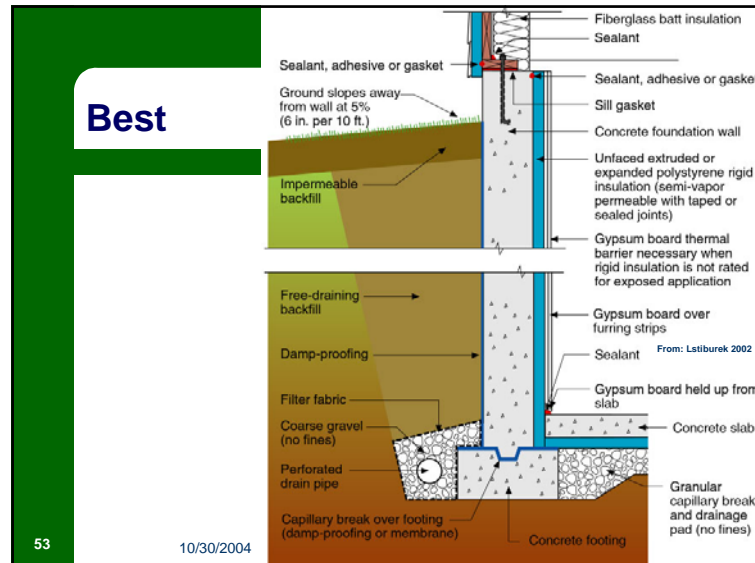 Best
Fiberglass batt insulation
Sealant
Sealant, adhesive or gasket
Sealant, adhesive or gasket
Ground slopes away
from wall at 5%
(6 in. per 10 ft.)
Sill gasket
Concrete foundation wall
Impermeable
backfill
Unfaced extruded or
expanded polystyrene rigid
insulation (semi-vapor
permeable with taped or
sealed joints)
Gypsum board thermal
barrier necessary when
rigid insulation is not rated
for exposed application
Free-draining
backfill
Gypsum board over
furring strips
Damp-proofing
Sealant
From: Lstiburek 2002
Filter fabric
Gypsum board held up from
slab
Coarse gravel
(no fines)
Concrete slab
Perforated
drain pipe
Granular
capillary break
and drainage
pad (no fines)
Capillary break over footing
(damp-proofing or membrane)
Concrete footing
53
10/30/2004